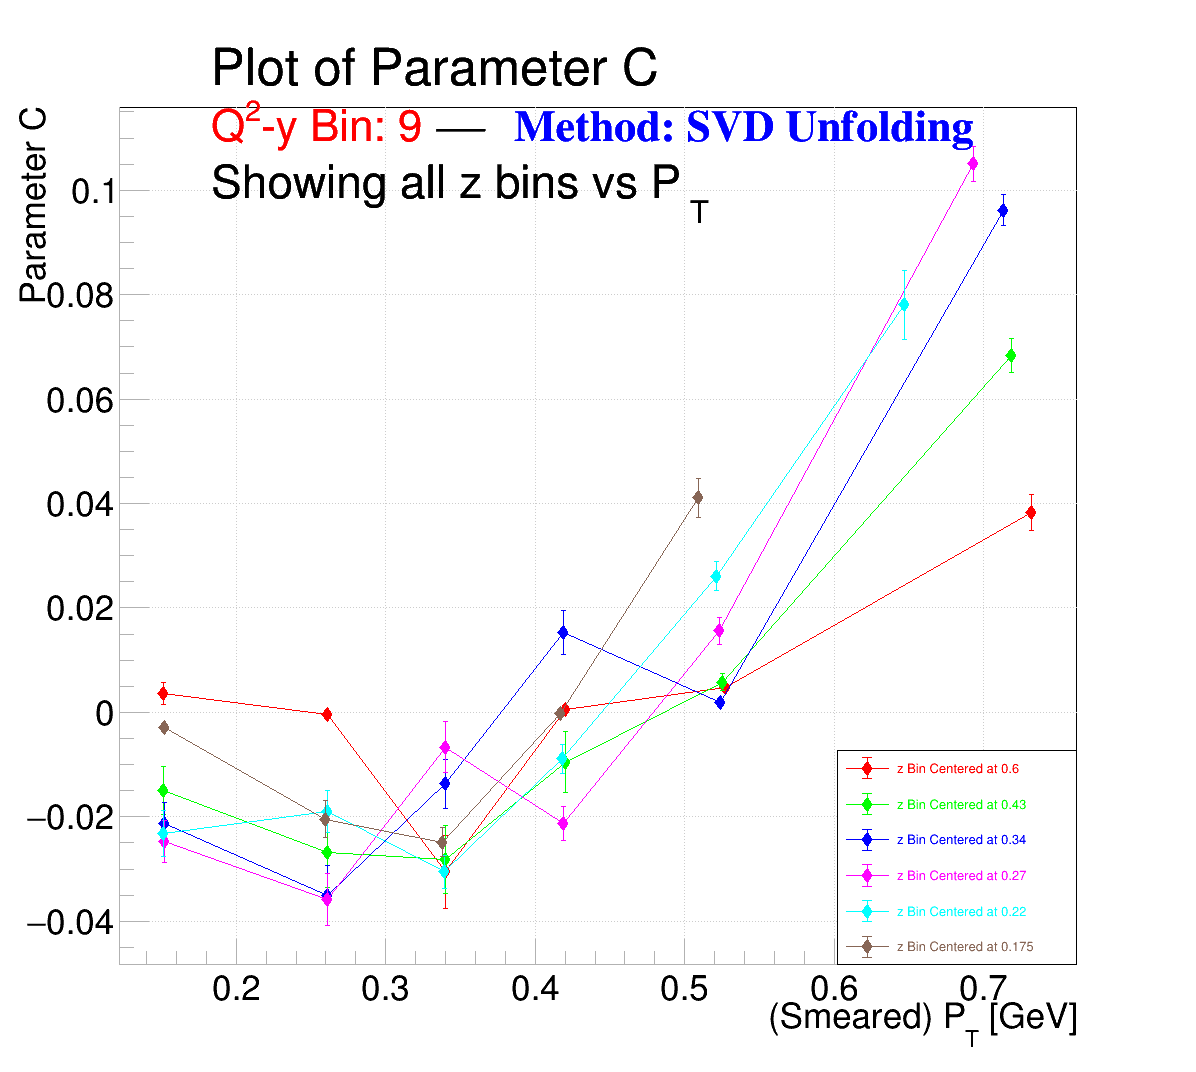 Plot of Parameter C
Q²-y Bin: 9 — Method: SVD Unfolding
Showing all z bins vs P_T
Parameter C
0.1
0.08
0.06
0.04
0.02
0
−0.02
−0.04
z Bin Centered at 0.6
z Bin Centered at 0.43
z Bin Centered at 0.34
z Bin Centered at 0.27
z Bin Centered at 0.22
z Bin Centered at 0.175
0.2 0.3 0.4 0.5 0.6 0.7
(Smeared) P_T [GeV]